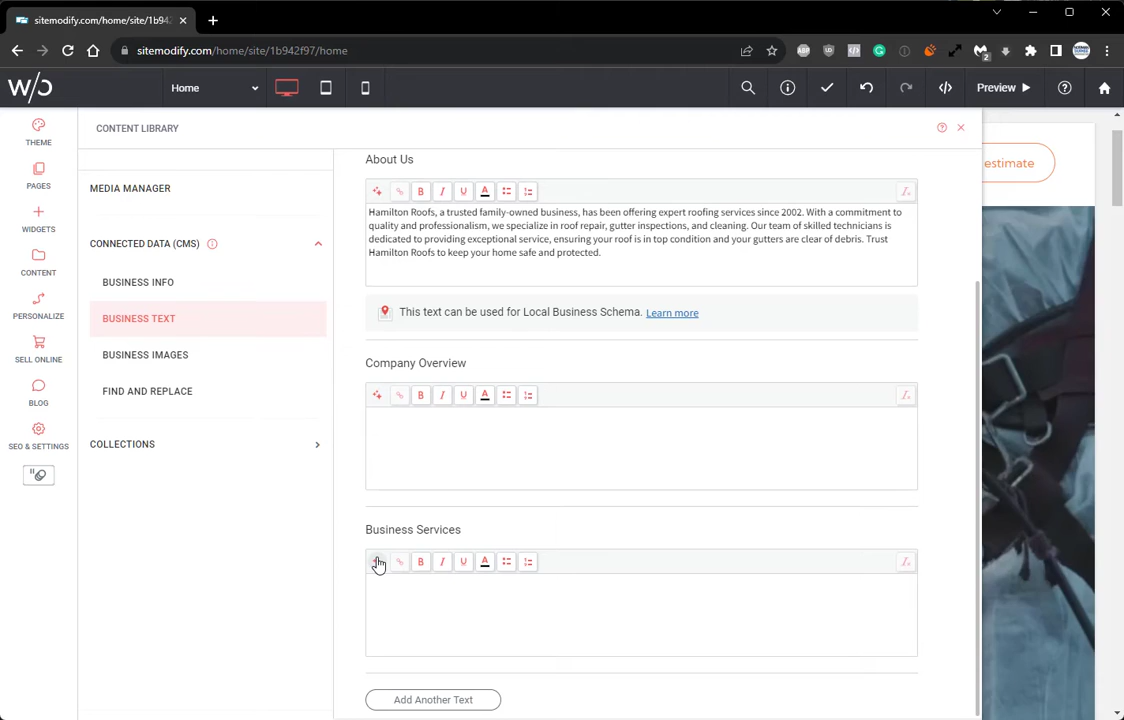 sitemodify.com/home/site/1b942
sitemodify.com/home/site/1b942f97/home
ABP
2
Home
Preview
CONTENT LIBRARY
estimate
THEME
PAGES
WIDGETS
CONTENT
PERSONALIZE
SELL ONLINE
BLOG
SEO & SETTINGS
MEDIA MANAGER
CONNECTED DATA (CMS)
BUSINESS INFO
BUSINESS TEXT
BUSINESS IMAGES
FIND AND REPLACE
COLLECTIONS
About Us
B I U A
Hamilton Roofs, a trusted family-owned business, has been offering expert roofing services since 2002. With a commitment to
quality and professionalism, we specialize in roof repair, gutter inspections, and cleaning. Our team of skilled technicians is
dedicated to providing exceptional service, ensuring your roof is in top condition and your gutters are clear of debris. Trust
Hamilton Roofs to keep your home safe and protected.
This text can be used for Local Business Schema. Learn more
Company Overview
B I U A
Business Services
B I U A
Add Another Text